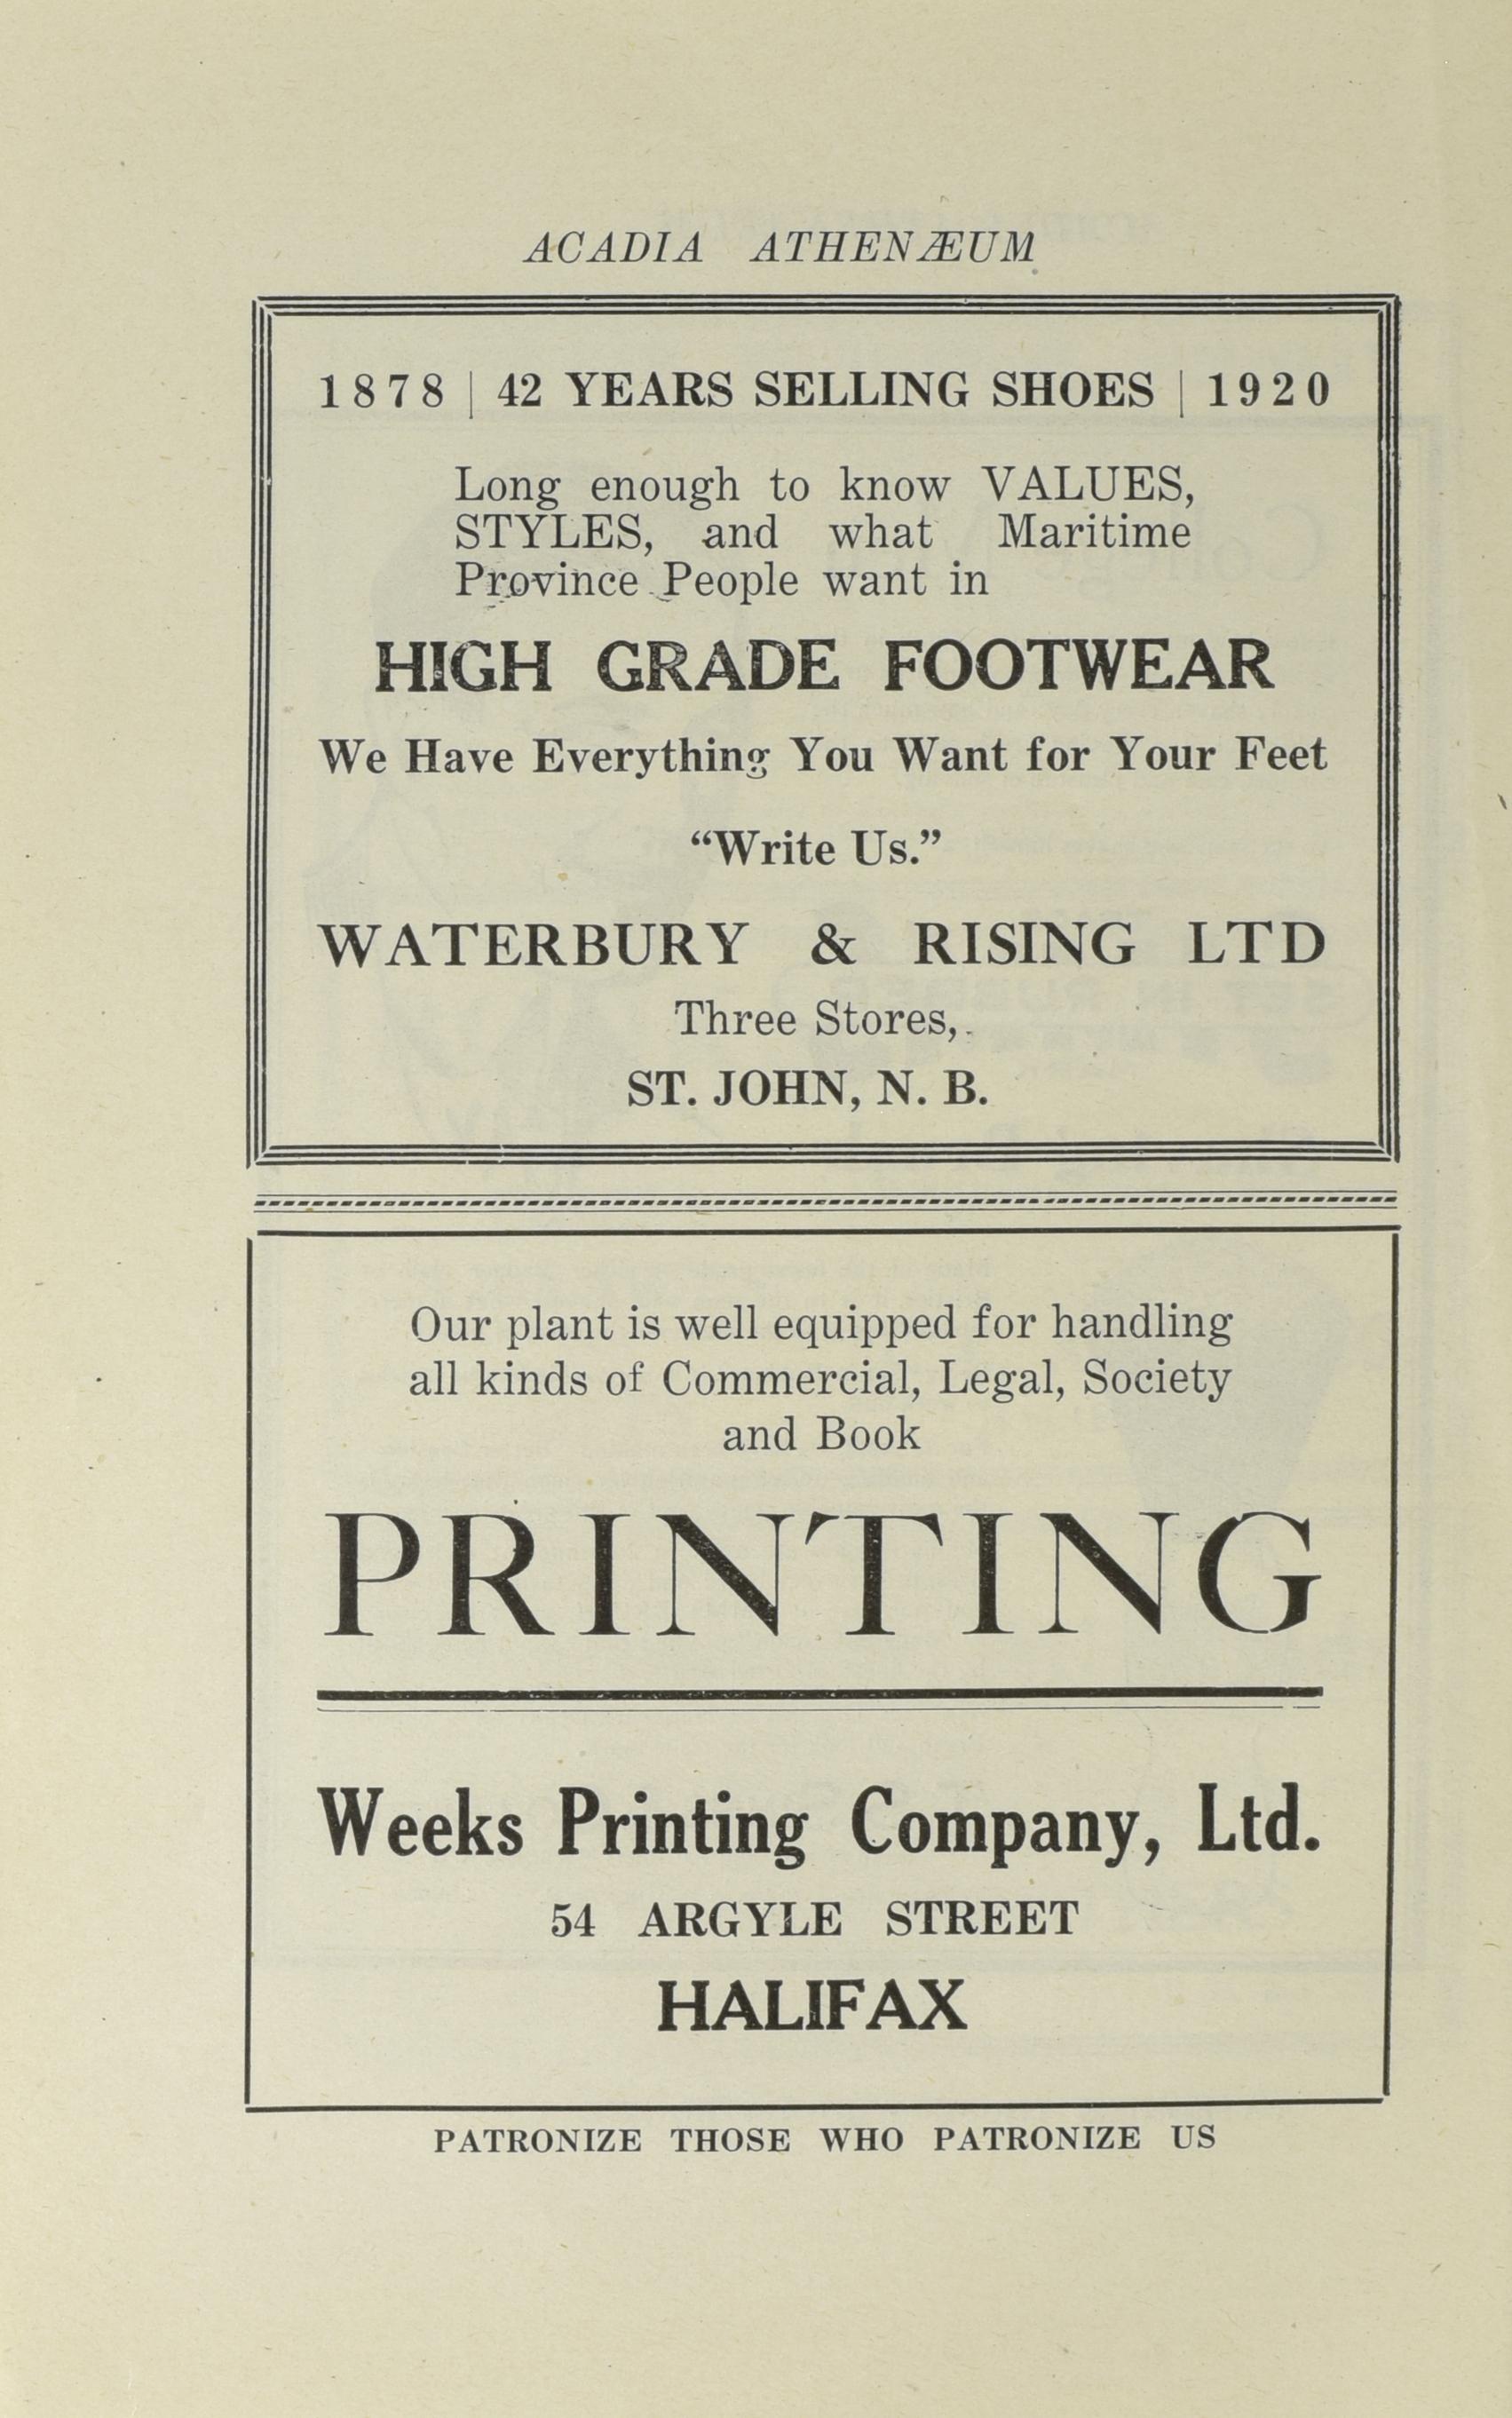 ACADIA ATHENÆUM
1878 | 42 YEARS SELLING SHOES | 1920
Long enough to know VALUES,
STYLES, and what Maritime
Province People want in
HIGH GRADE FOOTWEAR
We Have Everything You Want for Your Feet
“Write Us.”
WATERBURY & RISING LTD
Three Stores,
ST. JOHN, N. B.
Our plant is well equipped for handling
all kinds of Commercial, Legal, Society
and Book
PRINTING
Weeks Printing Company, Ltd.
54 ARGYLE STREET
HALIFAX
PATRONIZE THOSE WHO PATRONIZE US